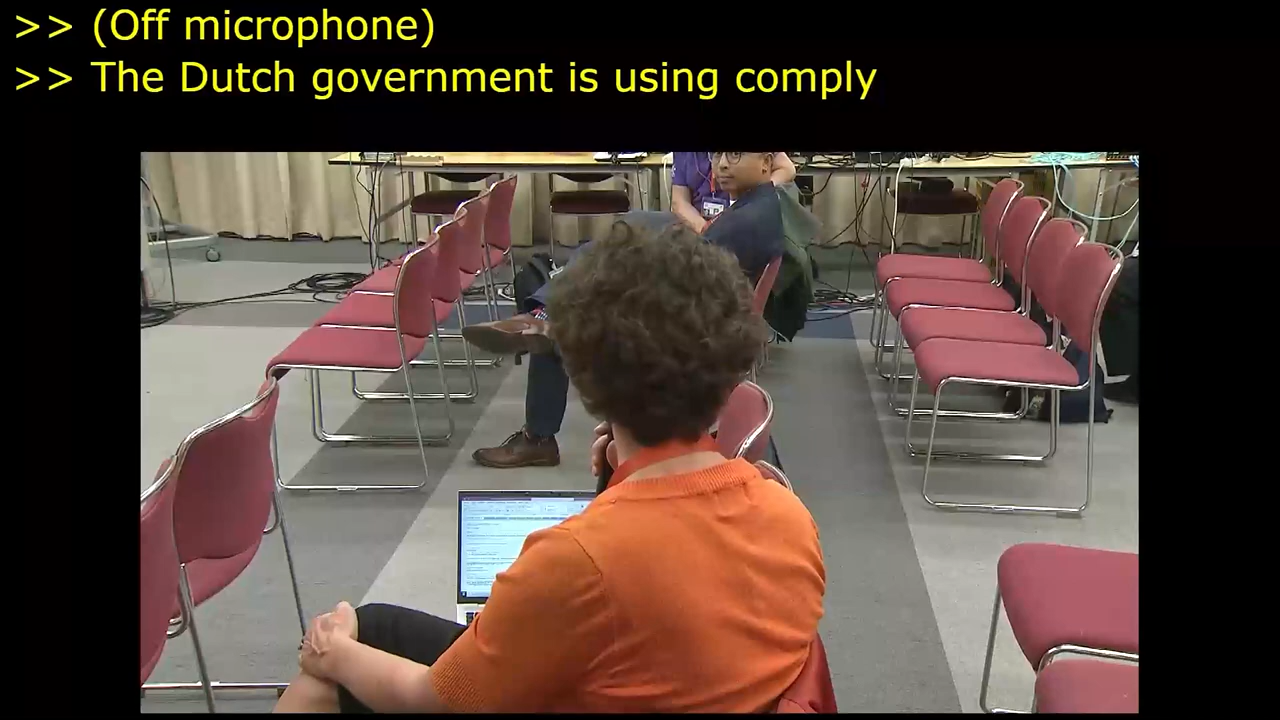 >> (Off microphone)
>> The Dutch government is using comply